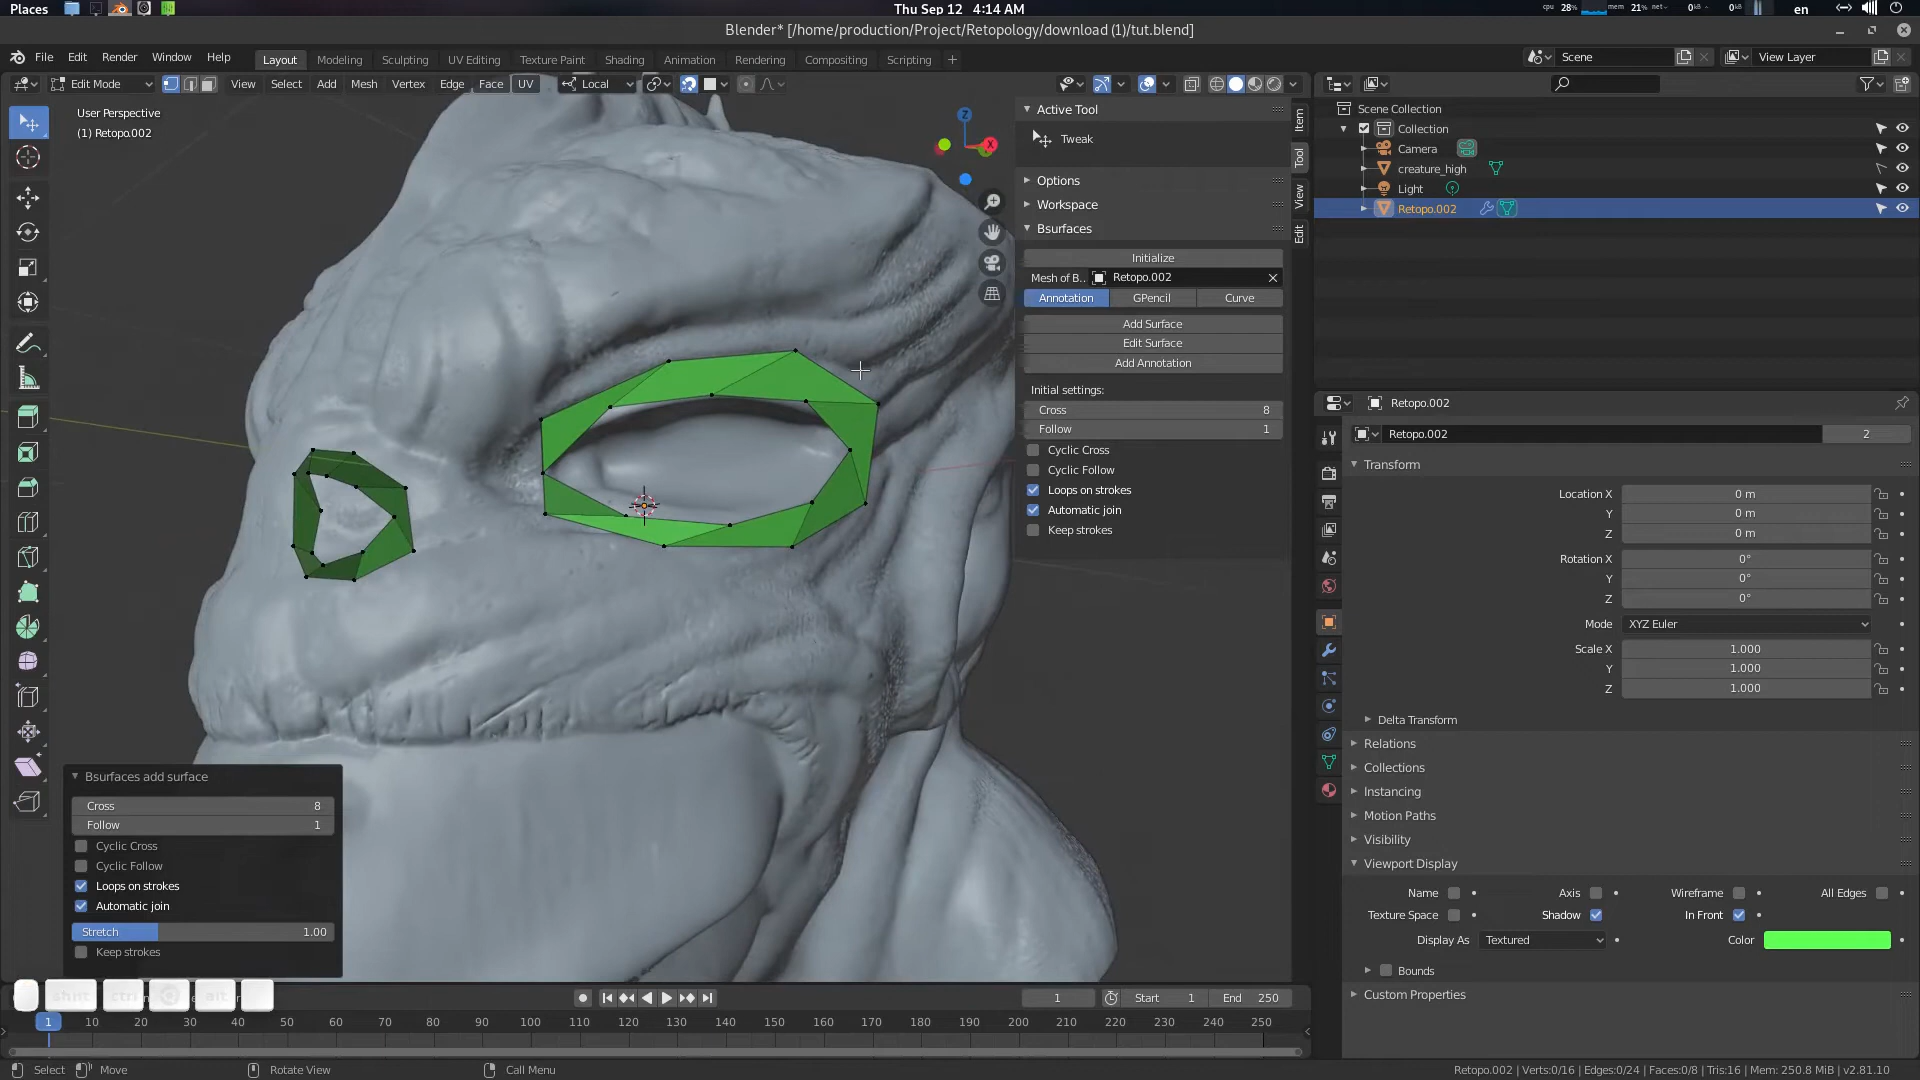 Places
Thu Sep 12 4:14 AM
cpu 28%
mem 21%
net
0kB
0kB
en
Blender* [/home/production/Project/Retopology/download (1)/tut.blend]
File Edit Render Window Help
Layout Modeling Sculpting UV Editing Texture Paint Shading Animation Rendering Compositing Scripting +
Scene
View Layer
Edit Mode
View Select Add Mesh Vertex Edge Face UV
Local
User Perspective
(1) Retopo.002
Z
X
Active Tool
Tweak
Options
Workspace
Bsurfaces
Initialize
Mesh of B.. Retopo.002
Annotation GPencil Curve
Add Surface
Edit Surface
Add Annotation
Initial settings:
Cross 8
Follow 1
Cyclic Cross
Cyclic Follow
Loops on strokes
Automatic join
Keep strokes
Item
Tool
View
Edit
Scene Collection
Collection
Camera
creature_high
Light
Retopo.002
Retopo.002
Retopo.002 2
Transform
Location X 0 m
Y 0 m
Z 0 m
Rotation X 0°
Y 0°
Z 0°
Mode XYZ Euler
Scale X 1.000
Y 1.000
Z 1.000
Delta Transform
Relations
Collections
Instancing
Motion Paths
Visibility
Viewport Display
Name Axis Wireframe All Edges
Texture Space Shadow In Front
Display As Textured Color
Bounds
Custom Properties
Bsurfaces add surface
Cross 8
Follow 1
Cyclic Cross
Cyclic Follow
Loops on strokes
Automatic join
Stretch 1.00
Keep strokes
shift ctrl alt
1 Start 1 End 250
1 10 20 30 40 50 60 70 80 90 100 110 120 130 140 150 160 170 180 190 200 210 220 230 240 250
Select Move Rotate View Call Menu
Retopo.002 | Verts:0/16 | Edges:0/24 | Faces:0/8 | Tris:16 | Mem: 250.8 MiB | v2.81.10